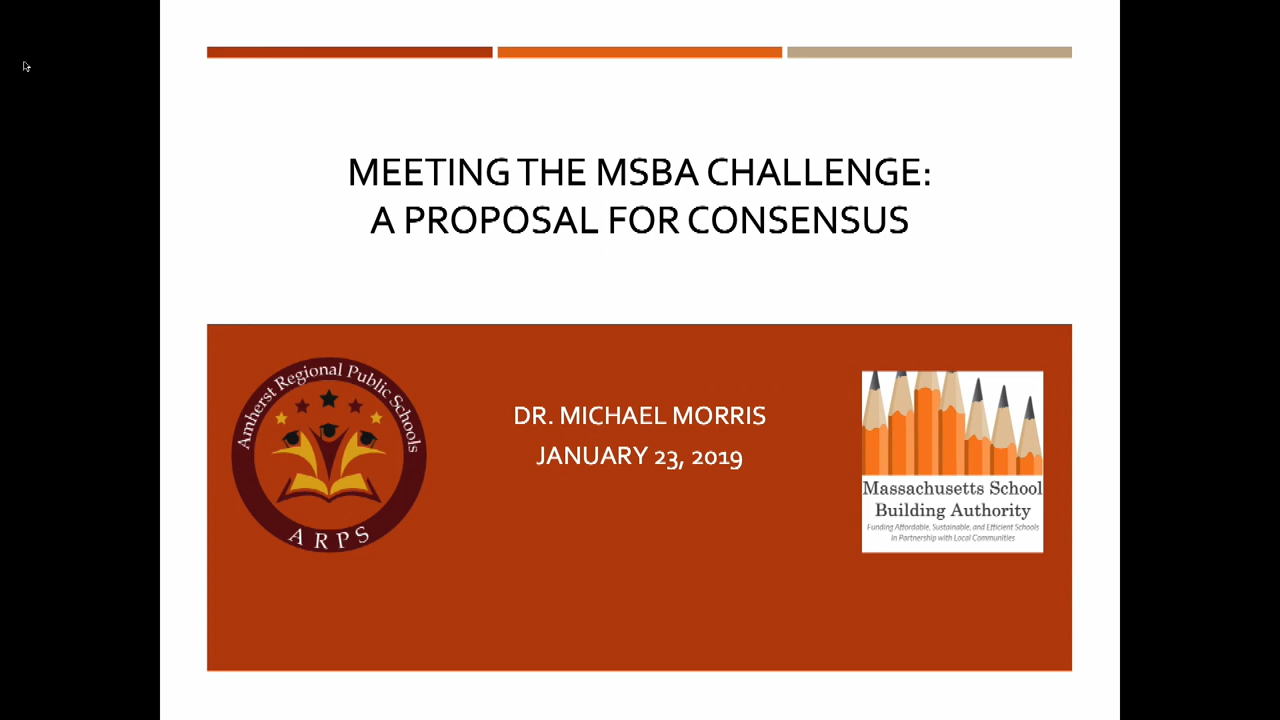 MEETING THE MSBA CHALLENGE:
A PROPOSAL FOR CONSENSUS
Amherst Regional Public Schools
ARPS
DR. MICHAEL MORRIS
JANUARY 23, 2019
Massachusetts School
Building Authority
Funding Affordable, Sustainable, and Efficient Schools
in Partnership with Local Communities